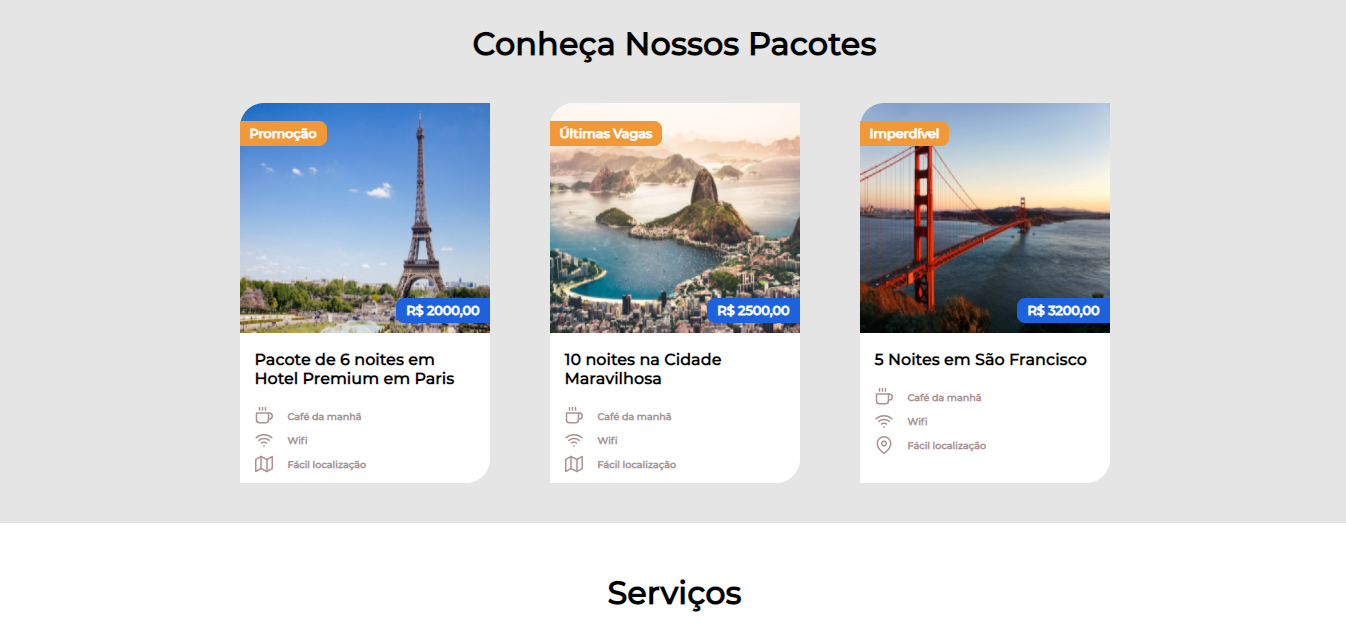 Conheça Nossos Pacotes
Promoção
R$ 2000,00
Pacote de 6 noites em
Hotel Premium em Paris
Café da manhã
Wifi
Fácil localização
Últimas Vagas
R$ 2500,00
10 noites na Cidade
Maravilhosa
Café da manhã
Wifi
Fácil localização
Imperdível
R$ 3200,00
5 Noites em São Francisco
Café da manhã
Wifi
Fácil localização
Serviços